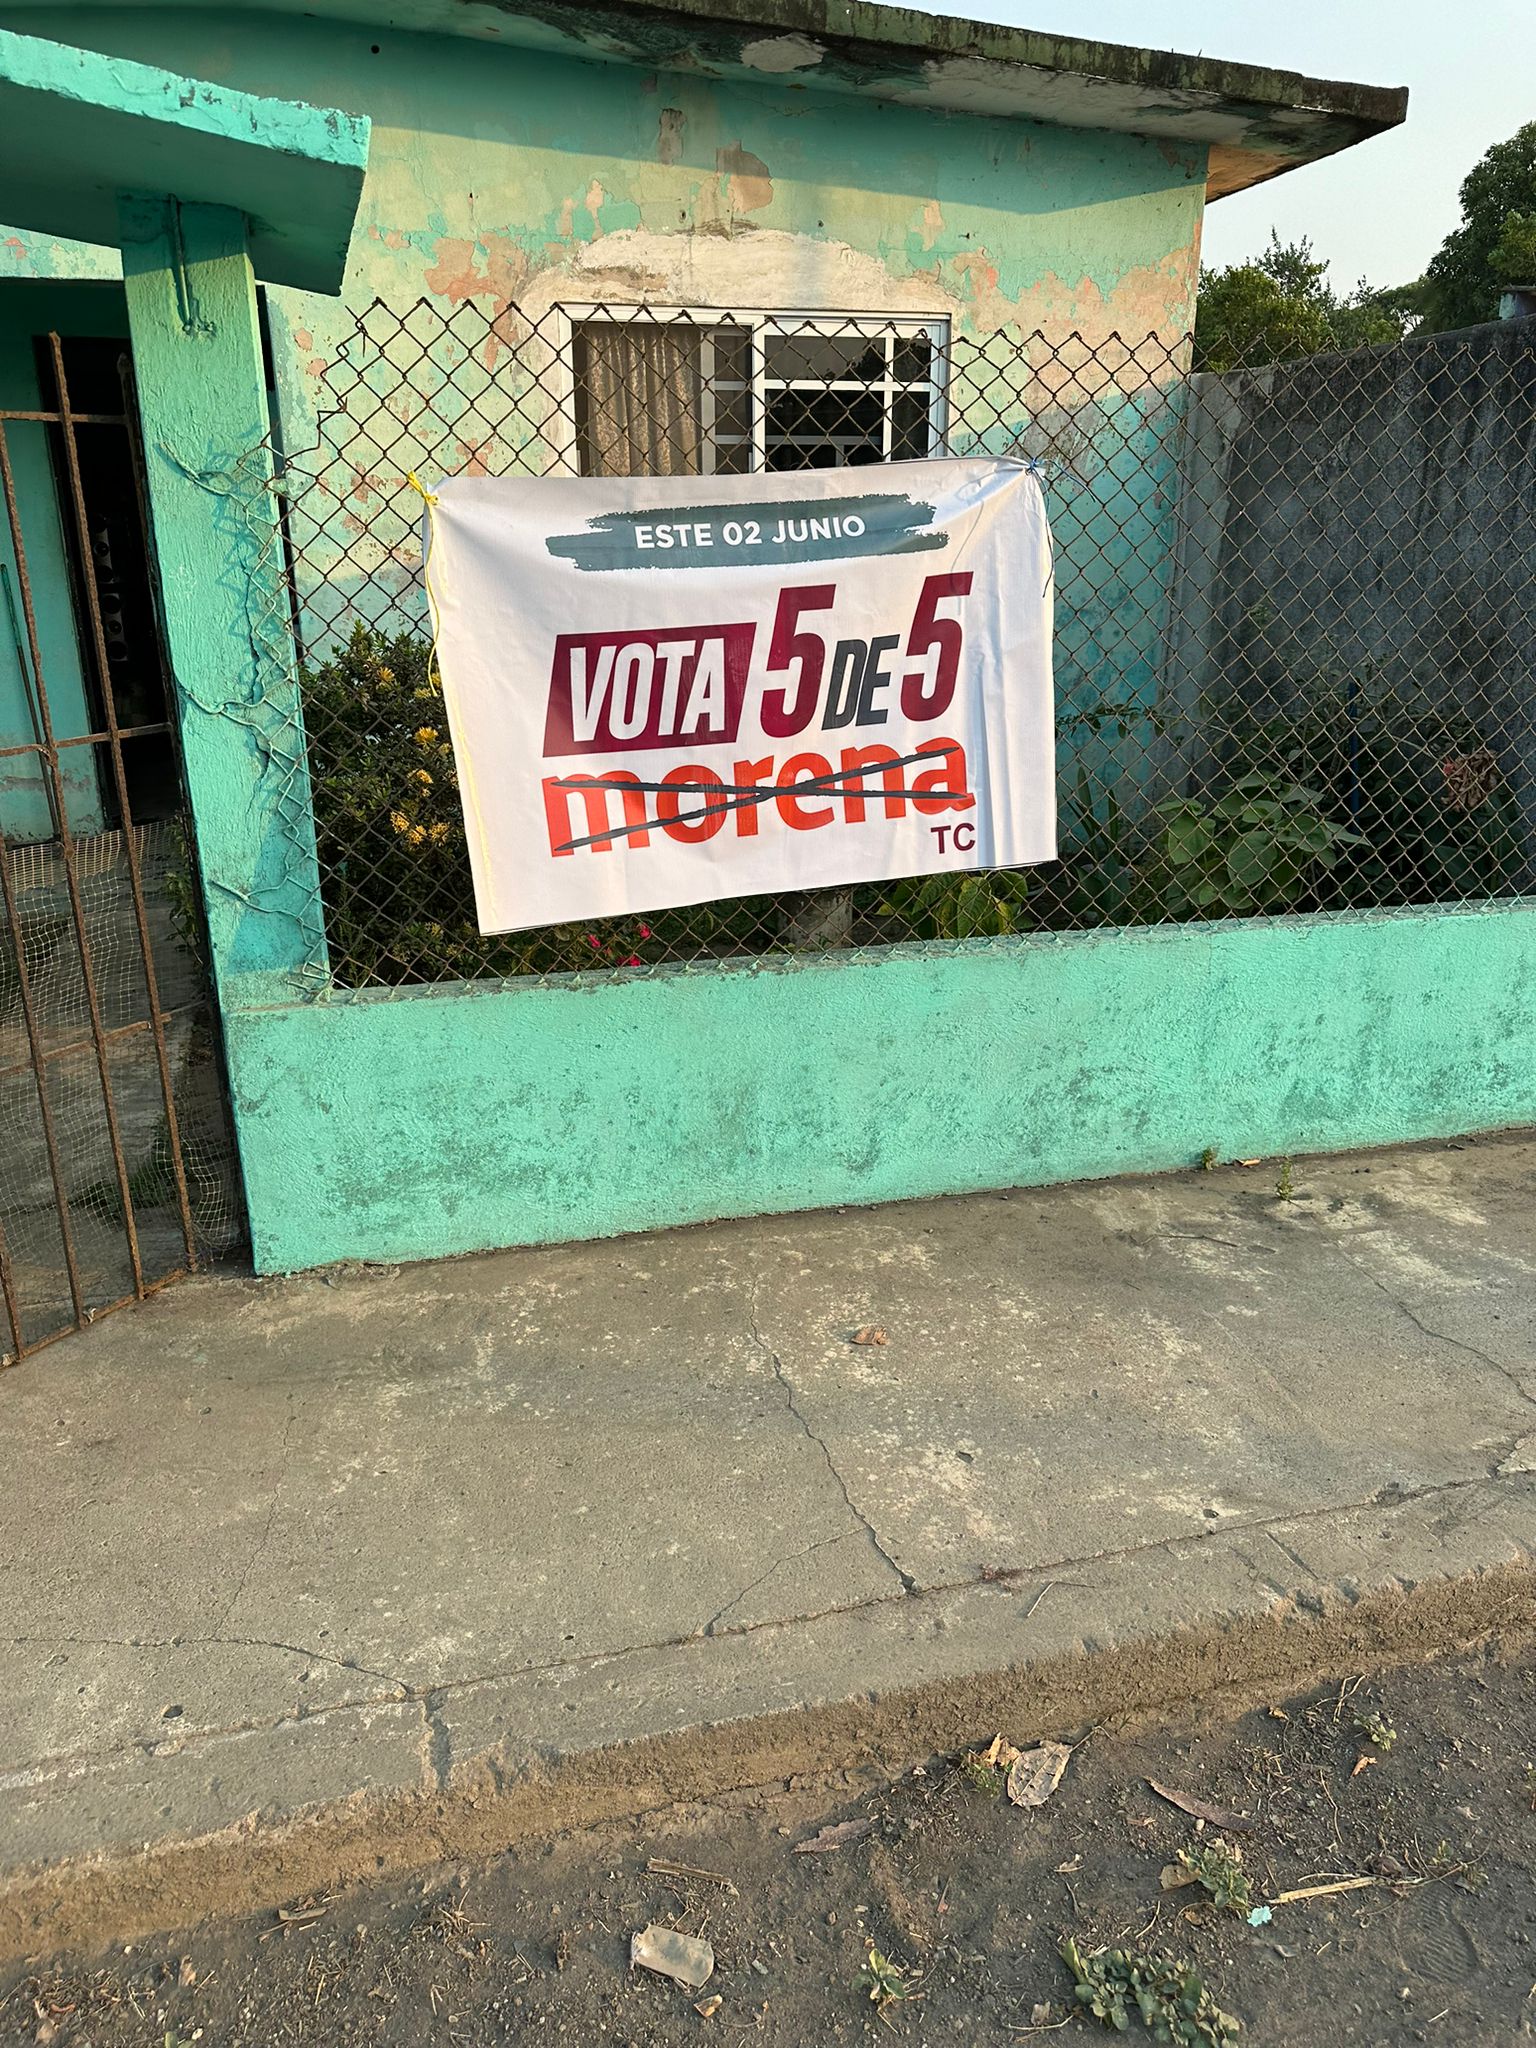 ESTE 02 JUNIO
VOTA 5 DE 5
morena
TC